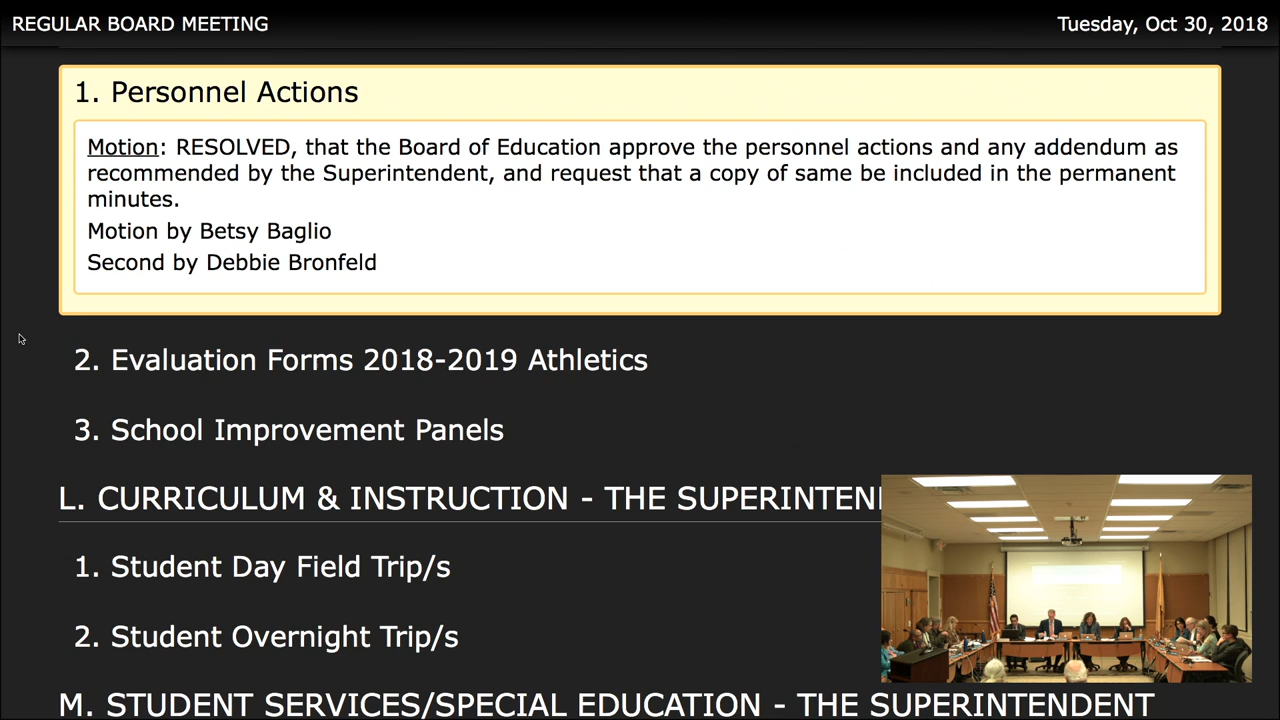 REGULAR BOARD MEETING
Tuesday, Oct 30, 2018
1. Personnel Actions
Motion: RESOLVED, that the Board of Education approve the personnel actions and any addendum as
recommended by the Superintendent, and request that a copy of same be included in the permanent
minutes.
Motion by Betsy Baglio
Second by Debbie Bronfeld
2. Evaluation Forms 2018-2019 Athletics
3. School Improvement Panels
L. CURRICULUM & INSTRUCTION - THE SUPERINTEN
1. Student Day Field Trip/s
2. Student Overnight Trip/s
M. STUDENT SERVICES/SPECIAL EDUCATION - THE SUPERINTENDENT